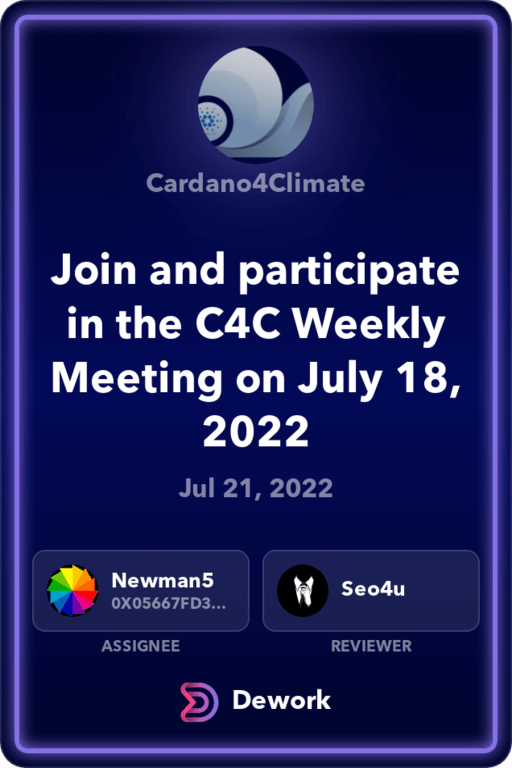 Cardano4Climate
Join and participate
in the C4C Weekly
Meeting on July 18,
2022
Jul 21, 2022
Newman5
0X05667FD3...
Seo4u
ASSIGNEE
REVIEWER
Dework